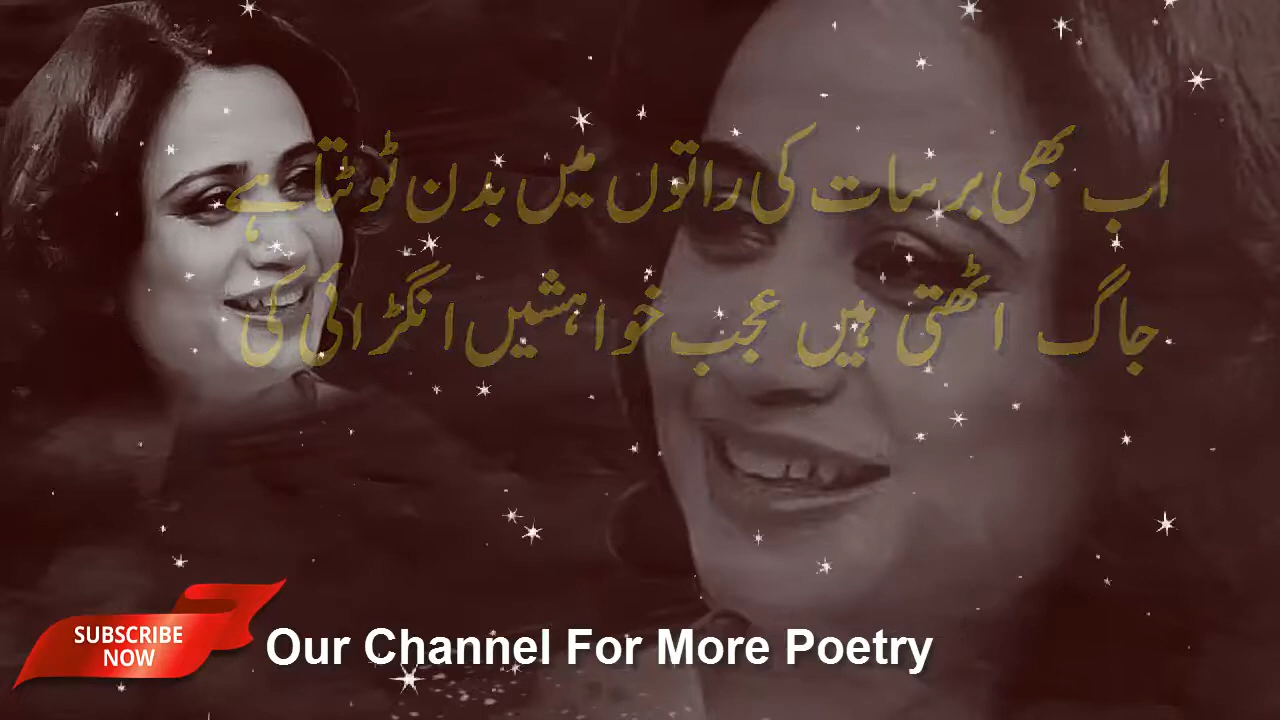 اب بھی برسات کی راتوں میں بدن ٹوٹتا ہے
جاگ اٹھتی ہیں عجب خواہشیں انگڑائی کی
SUBSCRIBE
NOW
Our Channel For More Poetry